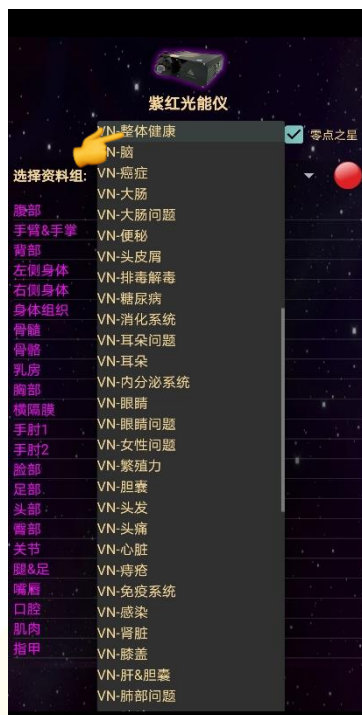 紫红光能仪
零点之星
选择资料组:
VN-整体健康
VN-脑
VN-癌症
VN-大肠
VN-大肠问题
VN-便秘
VN-头皮屑
VN-排毒解毒
VN-糖尿病
VN-消化系统
VN-耳朵问题
VN-耳朵
VN-内分泌系统
VN-眼睛
VN-眼睛问题
VN-女性问题
VN-繁殖力
VN-胆囊
VN-头发
VN-头痛
VN-心脏
VN-痔疮
VN-免疫系统
VN-感染
VN-肾脏
VN-膝盖
VN-肝&胆囊
VN-肺部问题
腹部
手臂&手掌
背部
左侧身体
右侧身体
身体组织
骨髓
骨骼
乳房
胸部
横隔膜
手肘1
手肘2
脸部
足部
头部
臀部
关节
腿&足
嘴唇
口腔
肌肉
指甲